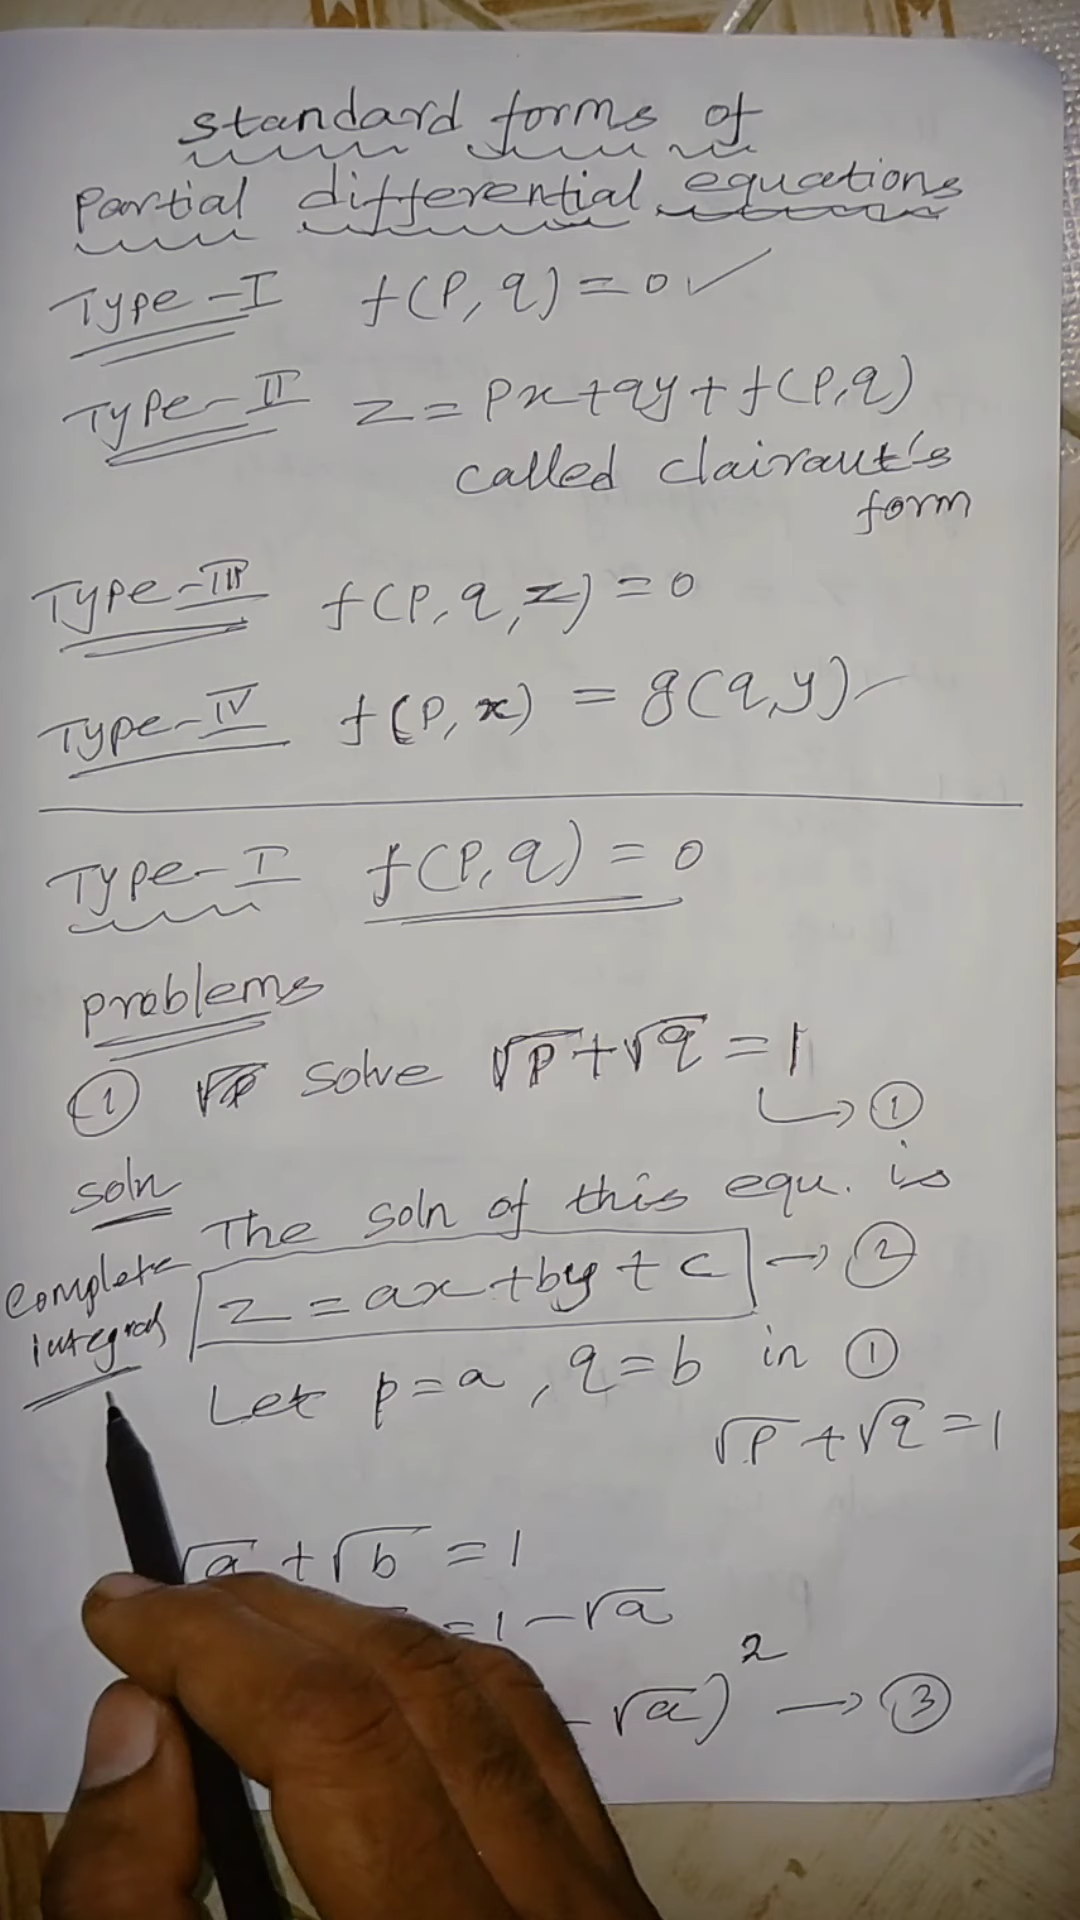 standard forms of
partial differential equations
Type-I f(P,q)=0 ✓
Type-II z=Px+qy+f(P,q)
called clairaut's
form
Type-III f(P,q,z)=0
Type-IV f(P,x) = g(q,y)
Type-I f(P,q)=0
problems
① Solve √p+√q=1
→ ①
soln
The soln of this equ. is
Complete
integral
z=ax+by+c → ②
Let p=a, q=b in ①
√p+√q=1
√a+√b=1
=1-√a
-√a)² → ③